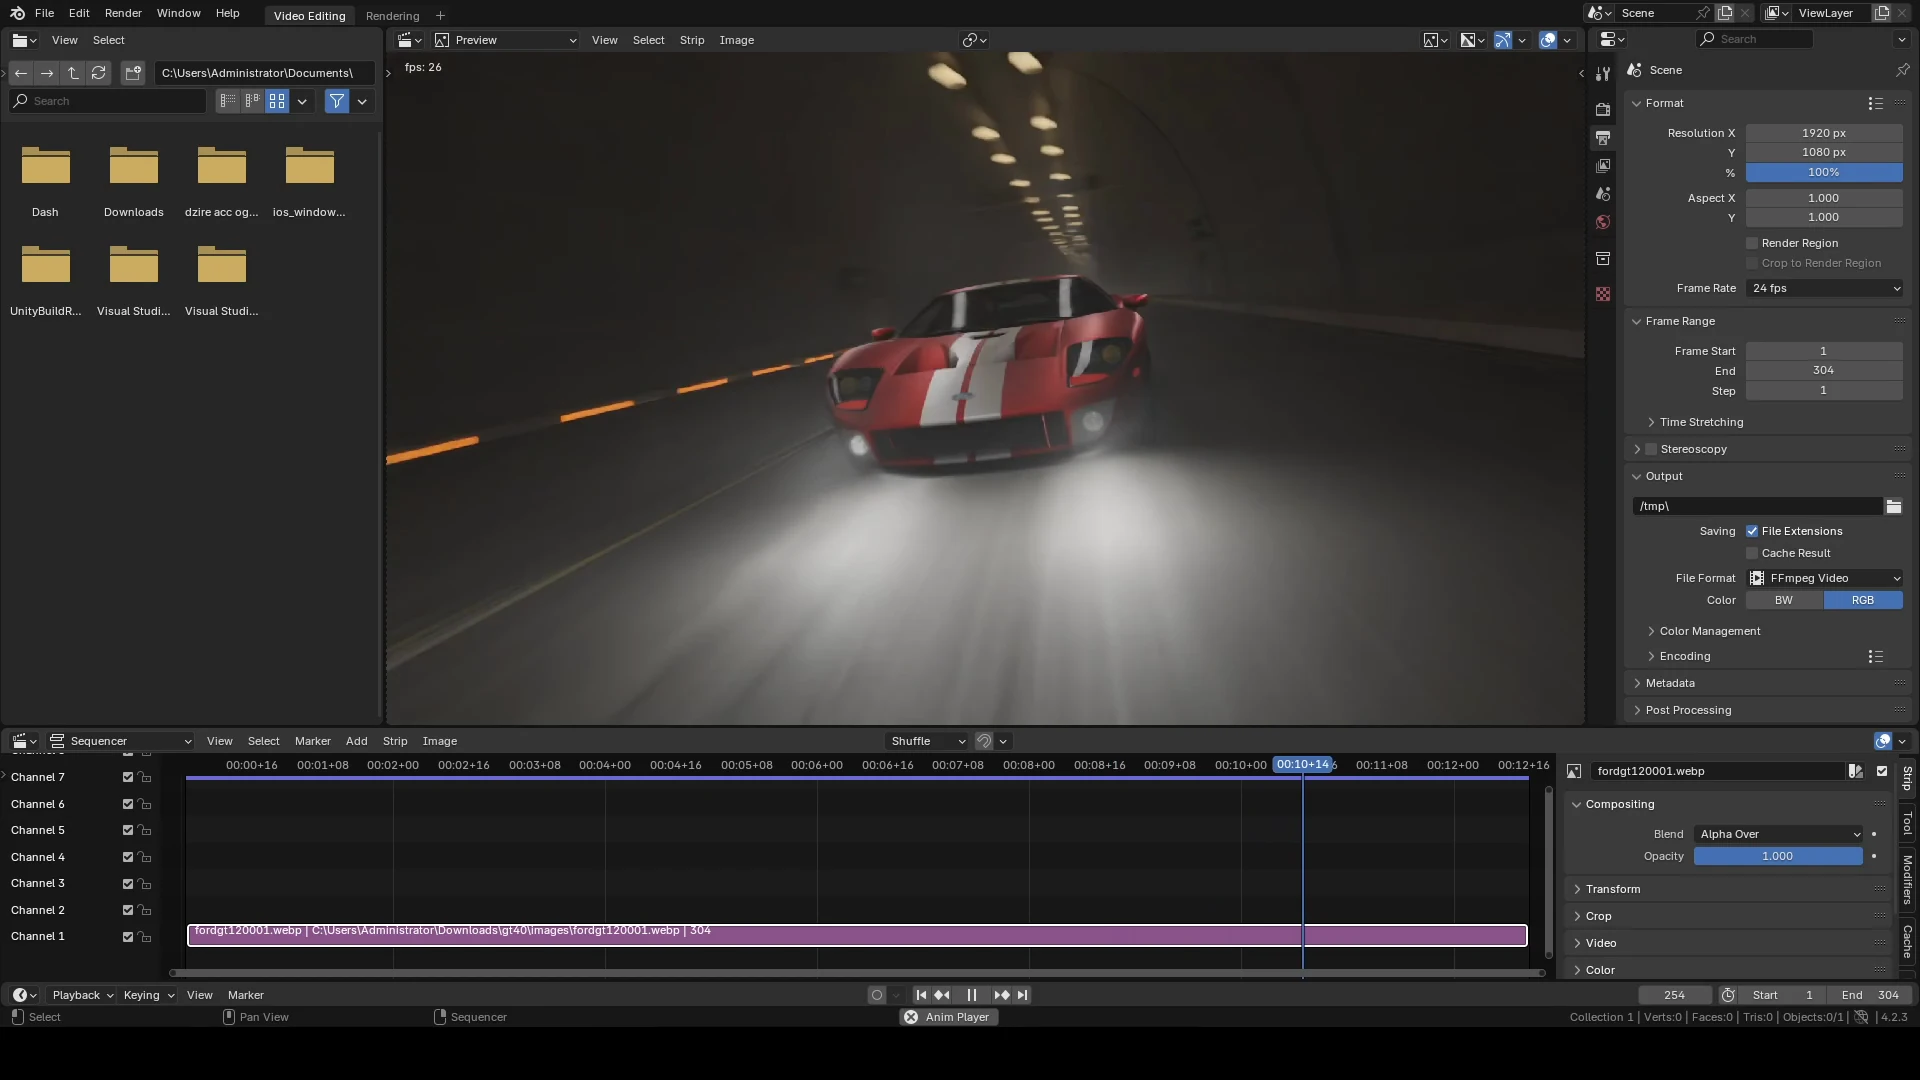 File Edit Render Window Help Video Editing Rendering + Scene ViewLayer
View Select
Preview View Select Strip Image
Search
C:\Users\Administrator\Documents\
Search
fps: 26
Dash Downloads dzire acc og... ios_window...
UnityBuildR... Visual Studi... Visual Studi...
Scene
Format
Resolution X 1920 px
Y 1080 px
% 100%
Aspect X 1.000
Y 1.000
Render Region
Crop to Render Region
Frame Rate 24 fps
Frame Range
Frame Start 1
End 304
Step 1
Time Stretching
Stereoscopy
Output
/tmp\
Saving File Extensions
Cache Result
File Format FFmpeg Video
Color BW RGB
Color Management
Encoding
Metadata
Post Processing
Sequencer View Select Marker Add Strip Image Shuffle
00:00+16 00:01+08 00:02+00 00:02+16 00:03+08 00:04+00 00:04+16 00:05+08 00:06+00 00:06+16 00:07+08 00:08+00 00:08+16 00:09+08 00:10+00 00:10+14 00:11+08 00:12+00 00:12+16
Channel 7
Channel 6
Channel 5
Channel 4
Channel 3
Channel 2
Channel 1
fordgt120001.webp | C:\Users\Administrator\Downloads\gt40\images\fordgt120001.webp | 304
fordgt120001.webp
Compositing
Blend Alpha Over
Opacity 1.000
Transform
Crop
Video
Color
Strip
Tool
Modifiers
Cache
Playback Keying View Marker 254 Start 1 End 304
Select Pan View Sequencer Anim Player Collection 1 | Verts:0 | Faces:0 | Tris:0 | Objects:0/1 | 4.2.3